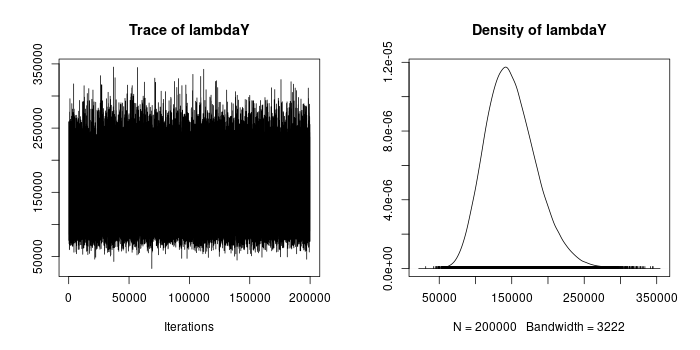 Trace of lambdaY
350000
250000
150000
50000
0 50000 100000 150000 200000
Iterations
Density of lambdaY
1.2e-05
8.0e-06
4.0e-06
0.0e+00
50000 150000 250000 350000
N = 200000 Bandwidth = 3222